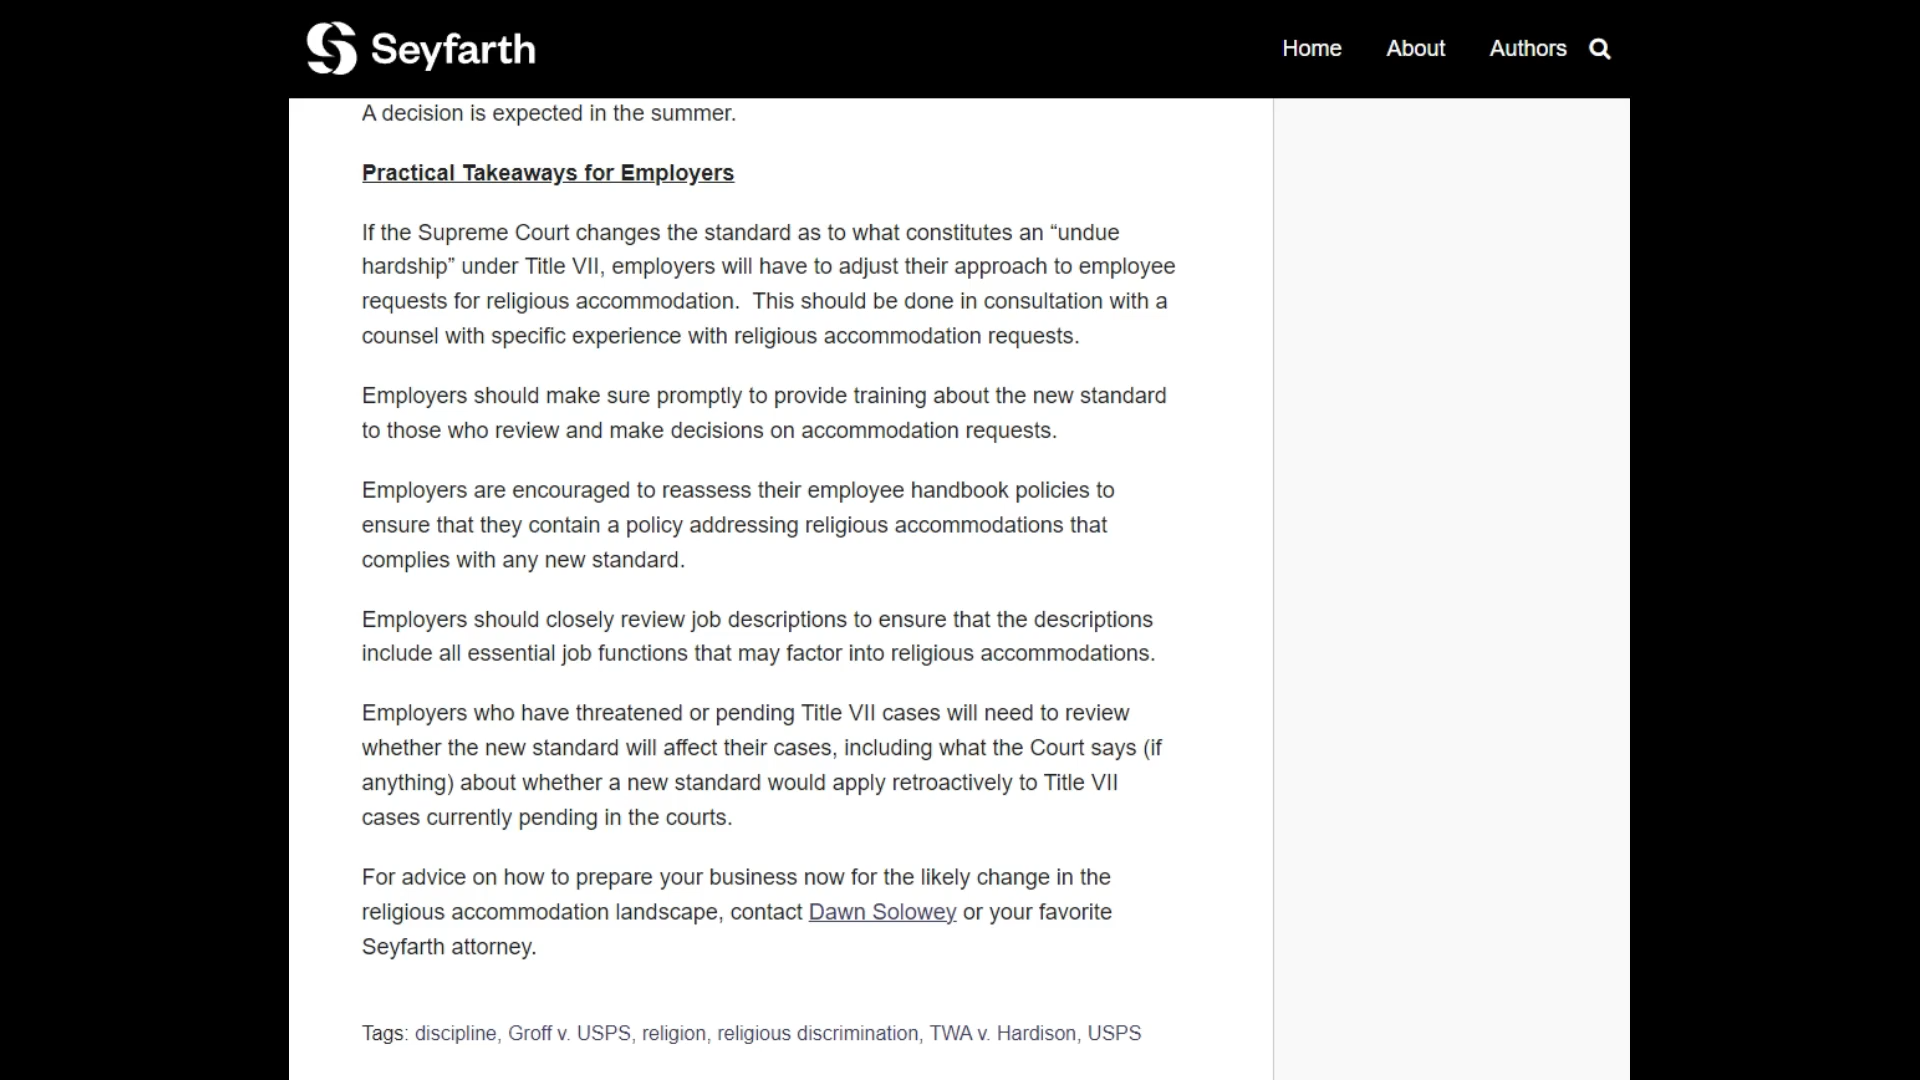 Seyfarth
Home About Authors
A decision is expected in the summer.
Practical Takeaways for Employers
If the Supreme Court changes the standard as to what constitutes an “undue
hardship” under Title VII, employers will have to adjust their approach to employee
requests for religious accommodation.  This should be done in consultation with a
counsel with specific experience with religious accommodation requests.
Employers should make sure promptly to provide training about the new standard
to those who review and make decisions on accommodation requests.
Employers are encouraged to reassess their employee handbook policies to
ensure that they contain a policy addressing religious accommodations that
complies with any new standard.
Employers should closely review job descriptions to ensure that the descriptions
include all essential job functions that may factor into religious accommodations.
Employers who have threatened or pending Title VII cases will need to review
whether the new standard will affect their cases, including what the Court says (if
anything) about whether a new standard would apply retroactively to Title VII
cases currently pending in the courts.
For advice on how to prepare your business now for the likely change in the
religious accommodation landscape, contact Dawn Solowey or your favorite
Seyfarth attorney.
Tags: discipline, Groff v. USPS, religion, religious discrimination, TWA v. Hardison, USPS